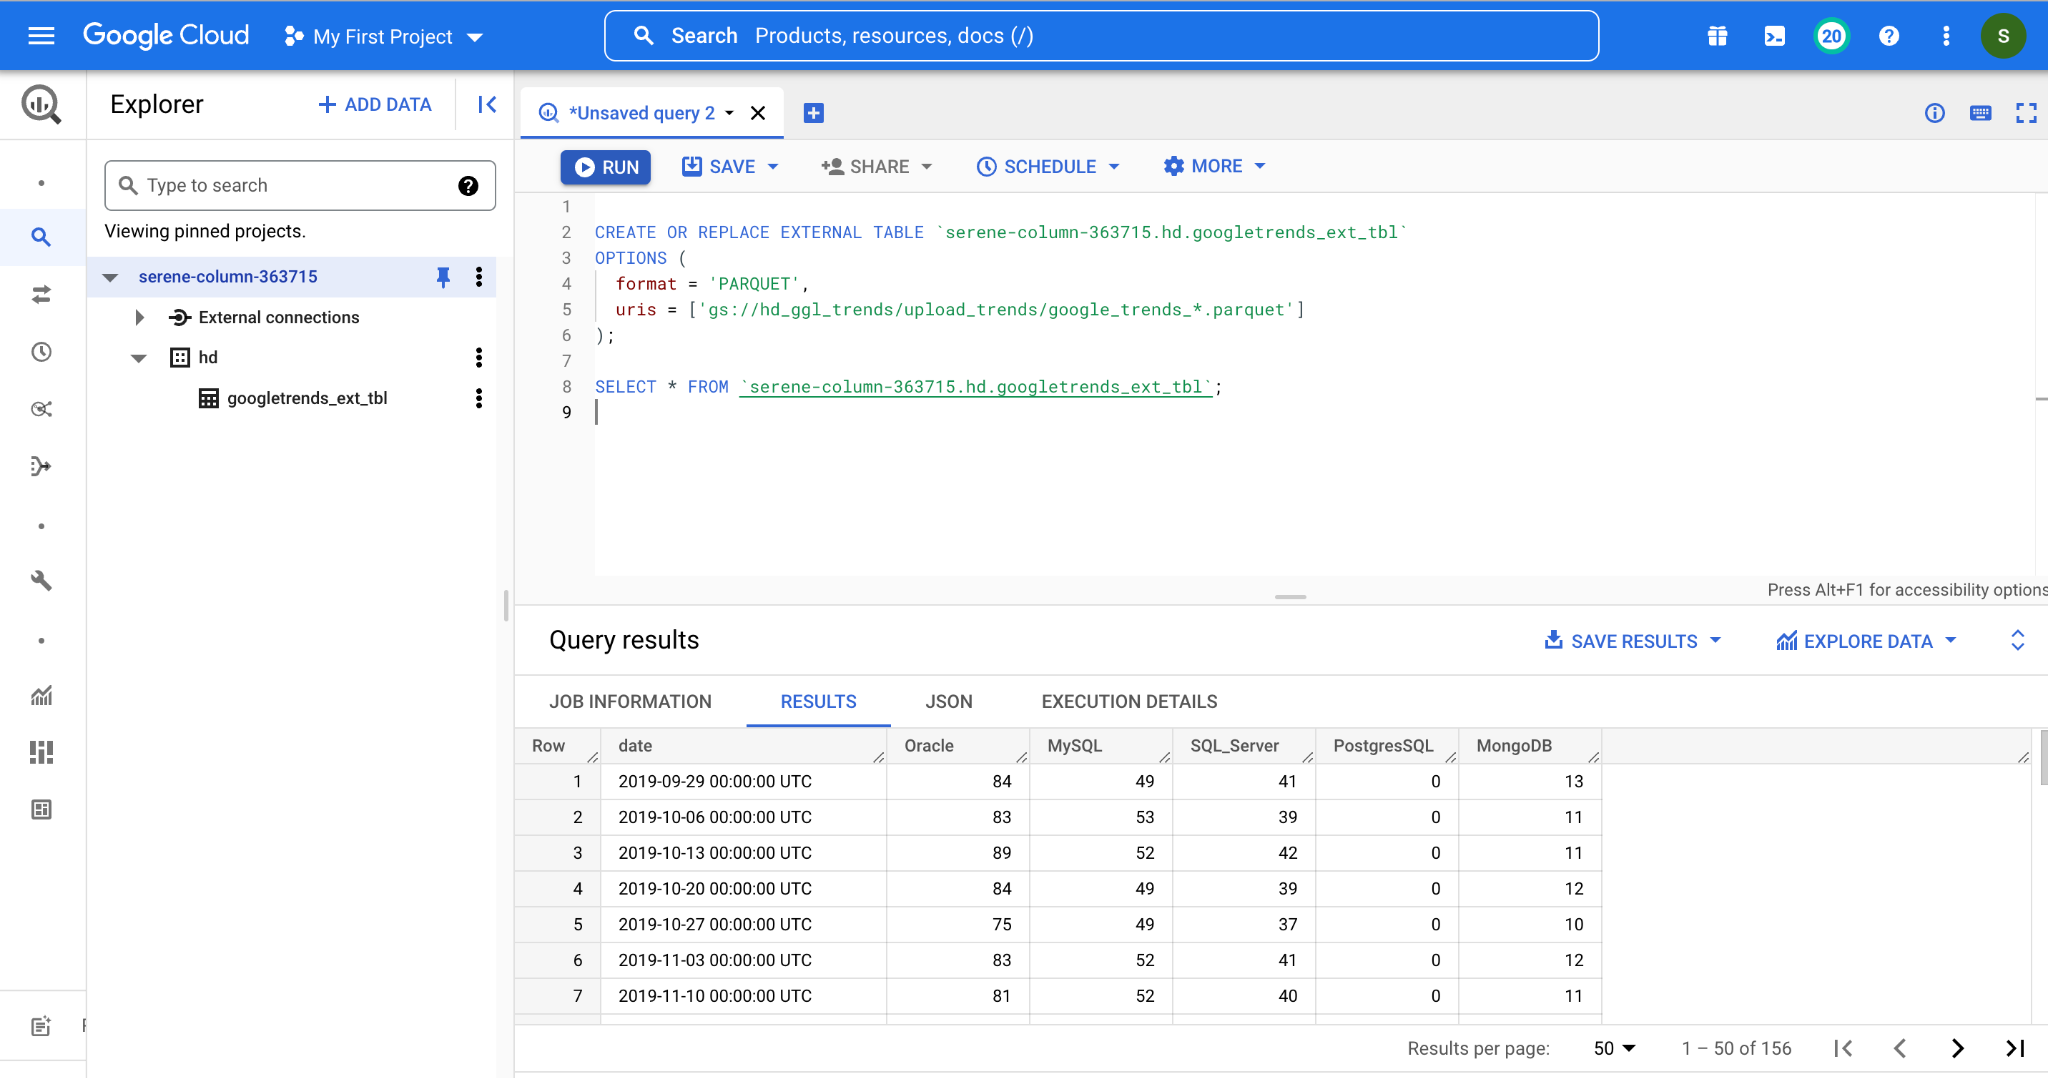 Google Cloud
My First Project
Search Products, resources, docs (/)
20
S
Explorer
+ ADD DATA
*Unsaved query 2
RUN
SAVE
SHARE
SCHEDULE
MORE
Type to search
Viewing pinned projects.
serene-column-363715
External connections
hd
googletrends_ext_tbl
1
2 CREATE OR REPLACE EXTERNAL TABLE `serene-column-363715.hd.googletrends_ext_tbl`
3 OPTIONS (
4 format = 'PARQUET',
5 uris = ['gs://hd_ggl_trends/upload_trends/google_trends_*.parquet']
6 );
7
8 SELECT * FROM `serene-column-363715.hd.googletrends_ext_tbl`;
9
Press Alt+F1 for accessibility options
Query results
SAVE RESULTS
EXPLORE DATA
JOB INFORMATION RESULTS JSON EXECUTION DETAILS
Row date Oracle MySQL SQL_Server PostgresSQL MongoDB
1 2019-09-29 00:00:00 UTC 84 49 41 0 13
2 2019-10-06 00:00:00 UTC 83 53 39 0 11
3 2019-10-13 00:00:00 UTC 89 52 42 0 11
4 2019-10-20 00:00:00 UTC 84 49 39 0 12
5 2019-10-27 00:00:00 UTC 75 49 37 0 10
6 2019-11-03 00:00:00 UTC 83 52 41 0 12
7 2019-11-10 00:00:00 UTC 81 52 40 0 11
Results per page: 50 1 – 50 of 156